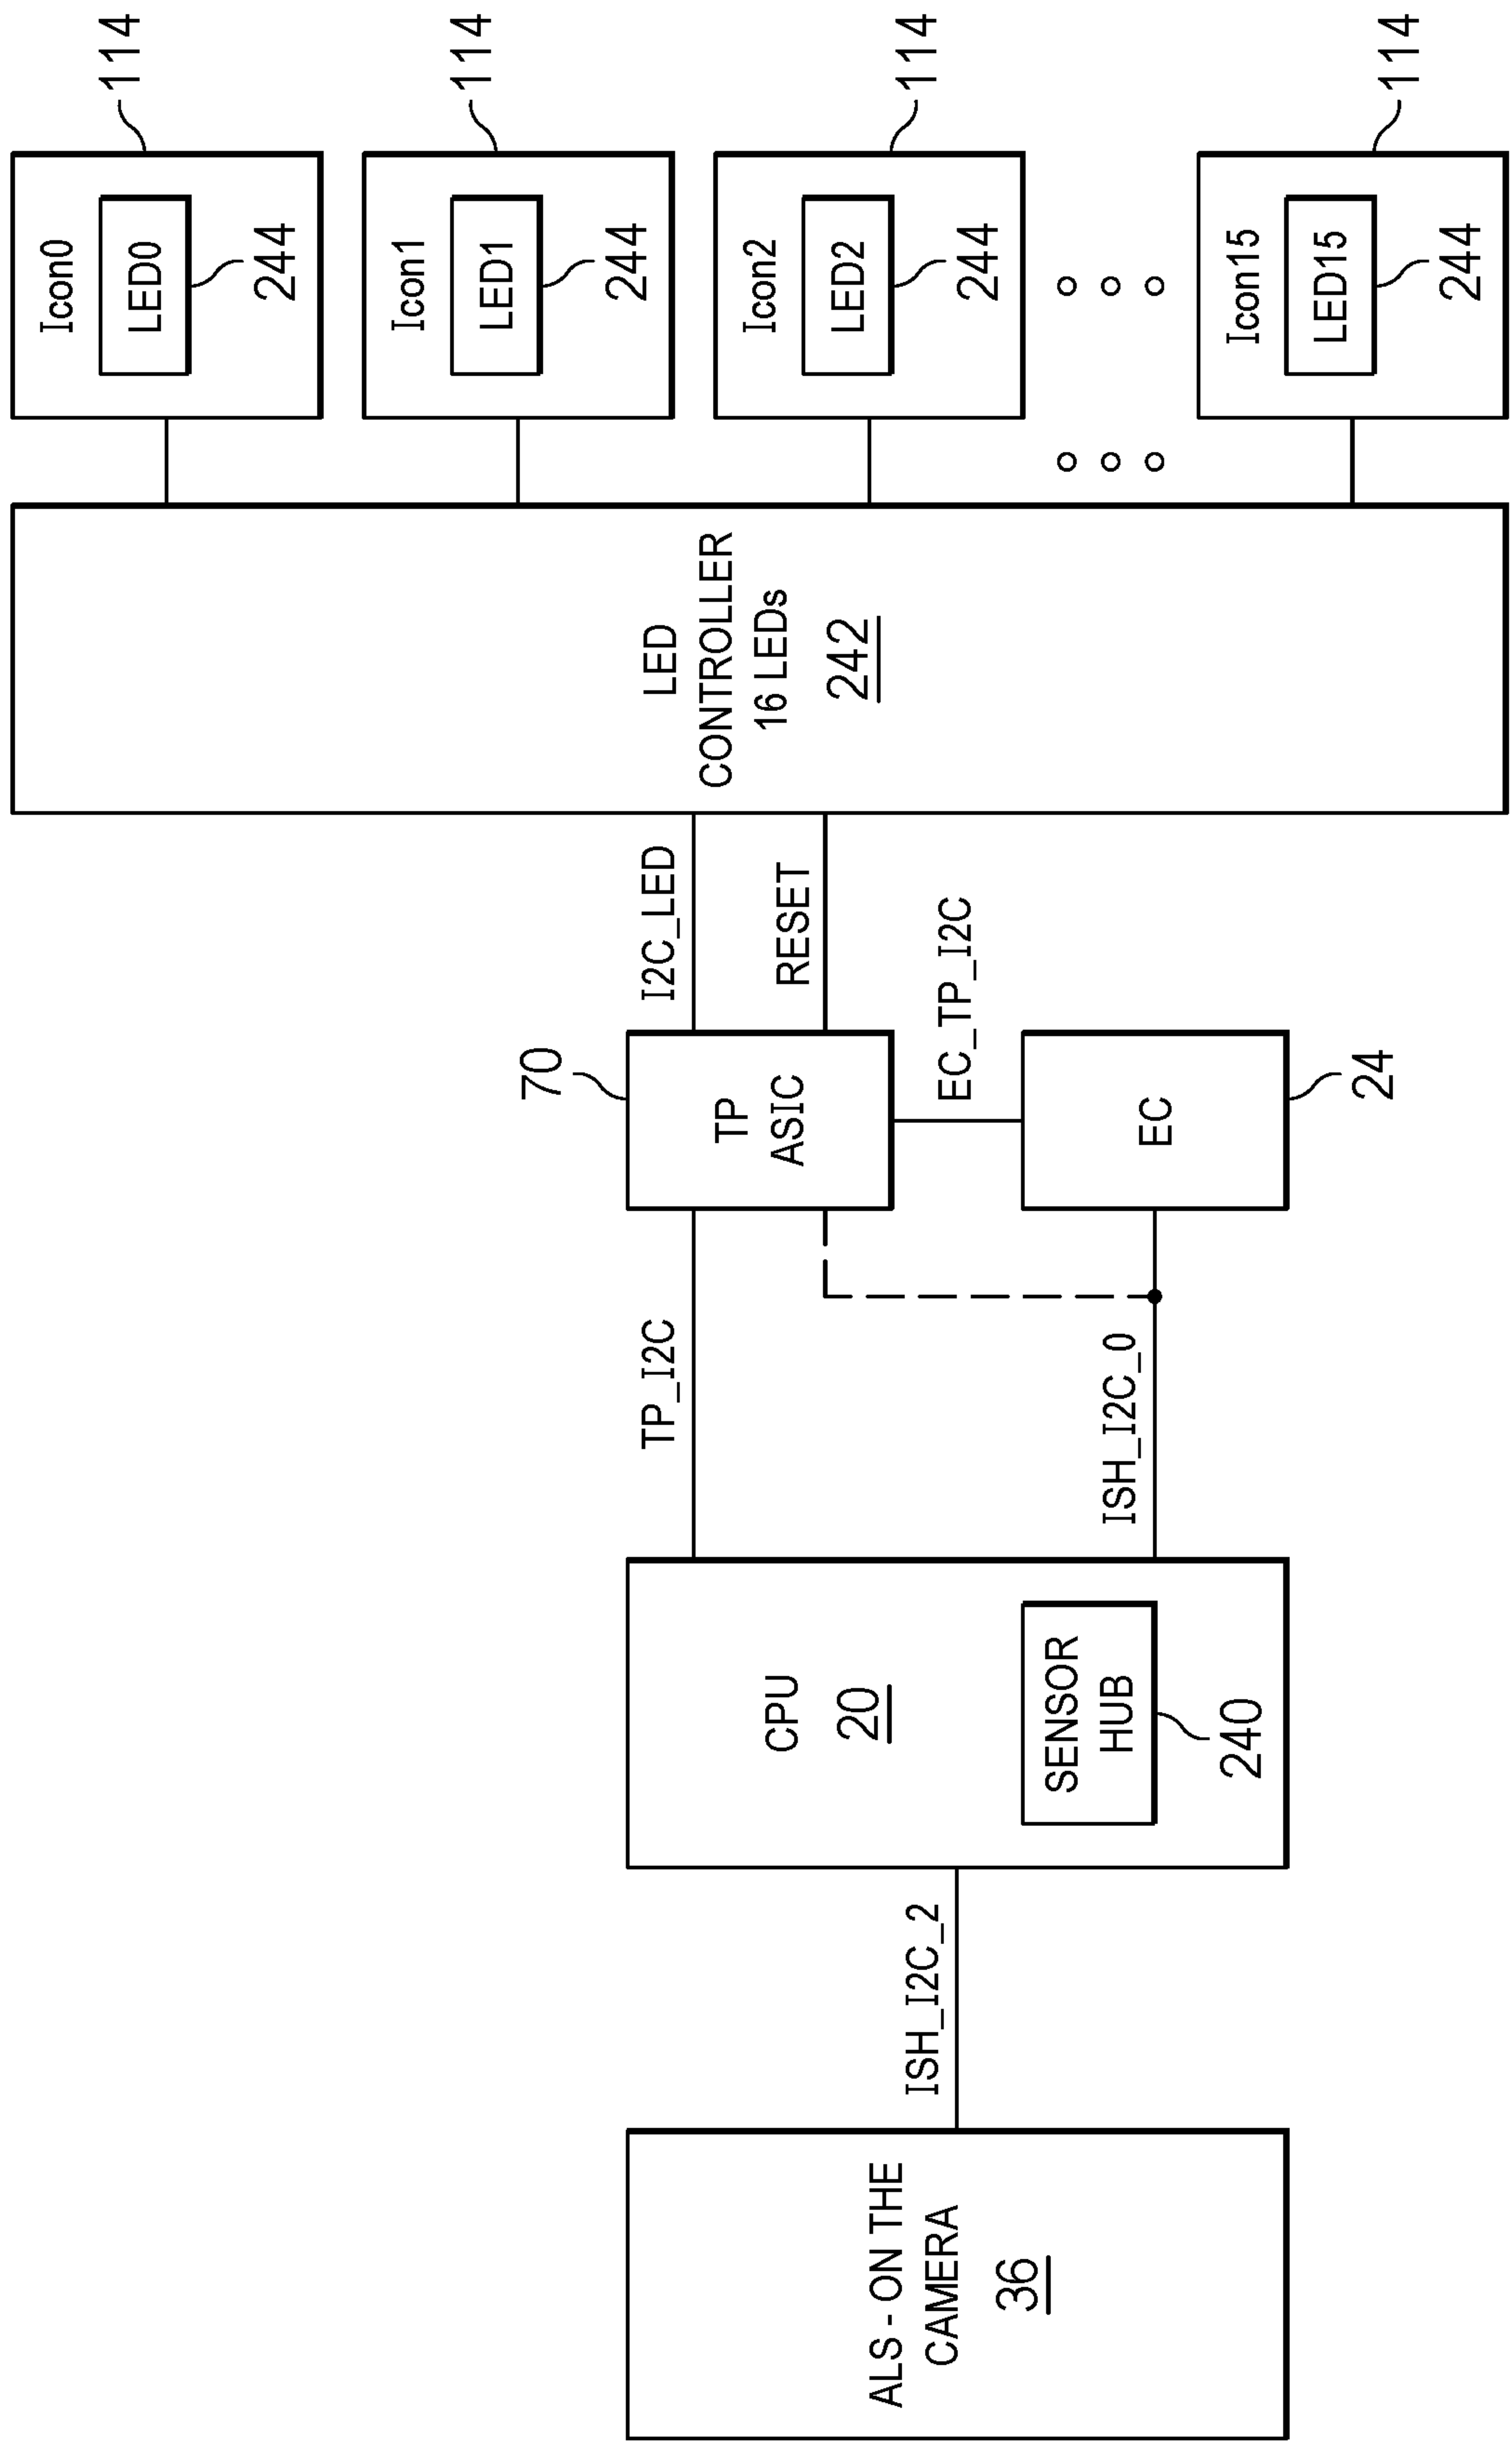 ALS - ON THE
CAMERA
36
ISH_I2C_2
CPU
20
SENSOR
HUB
240
TP_I2C
ISH_I2C_0
70
TP
ASIC
EC_TP_I2C
EC
24
I2C_LED
RESET
LED
CONTROLLER
16 LEDs
242
Icon0
LED0
244
114
Icon1
LED1
244
114
Icon2
LED2
244
114
Icon15
LED15
244
114